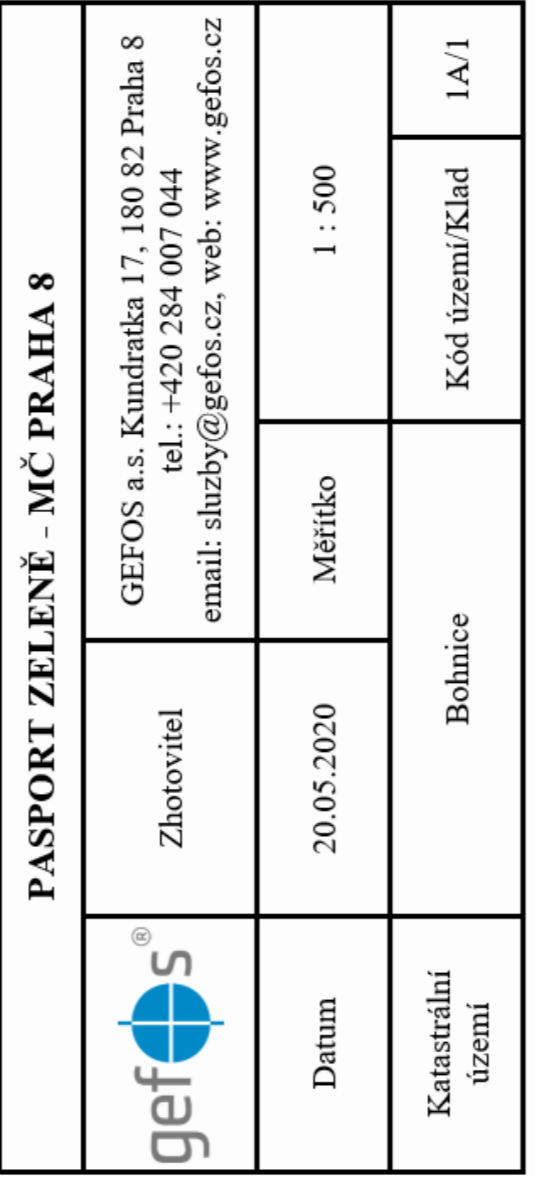 PASPORT ZELENĚ - MČ PRAHA 8
gefos®
Zhotovitel
GEFOS a.s. Kundratka 17, 180 82 Praha 8
tel.: +420 284 007 044
email: sluzby@gefos.cz, web: www.gefos.cz
Datum
20.05.2020
Měřítko
1 : 500
Katastrální
území
Bohnice
Kód území/Klad
1A/1